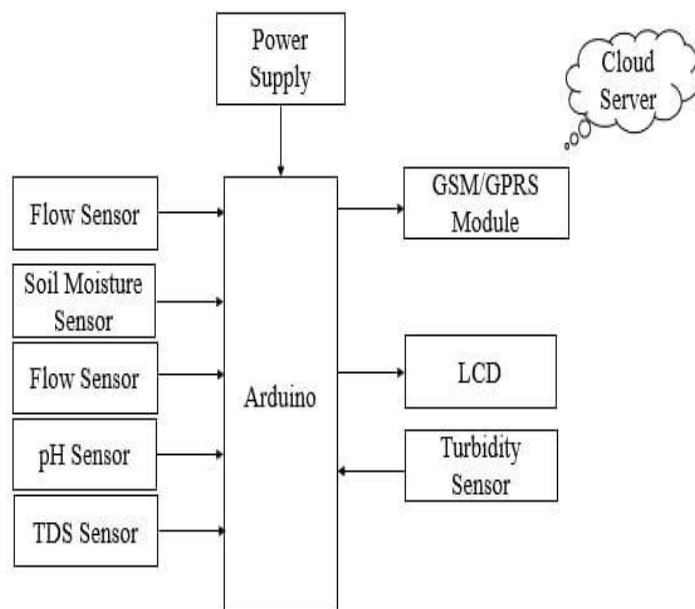 Power
Supply
Cloud
Server
GSM/GPRS
Module
Flow Sensor
Soil Moisture
Sensor
Flow Sensor
Arduino
LCD
pH Sensor
Turbidity
Sensor
TDS Sensor